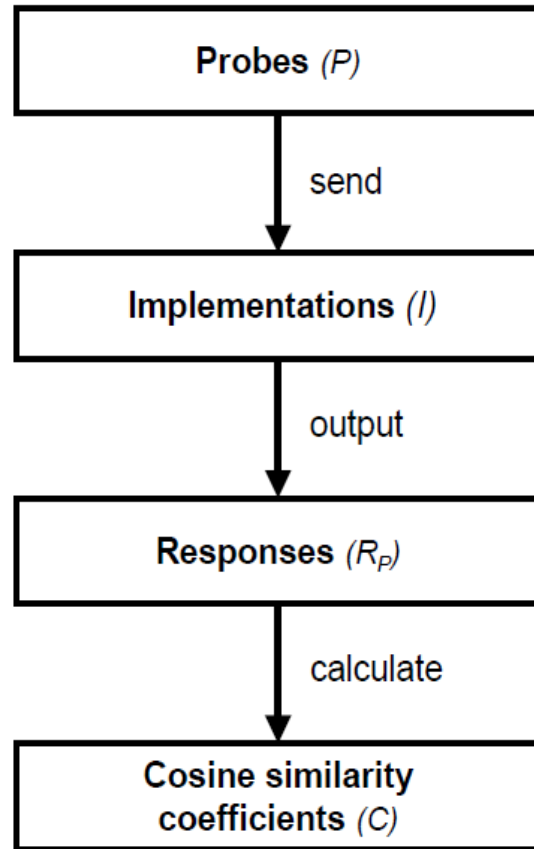 Probes (P)
send
Implementations (I)
output
Responses (RP)
calculate
Cosine similarity
coefficients (C)